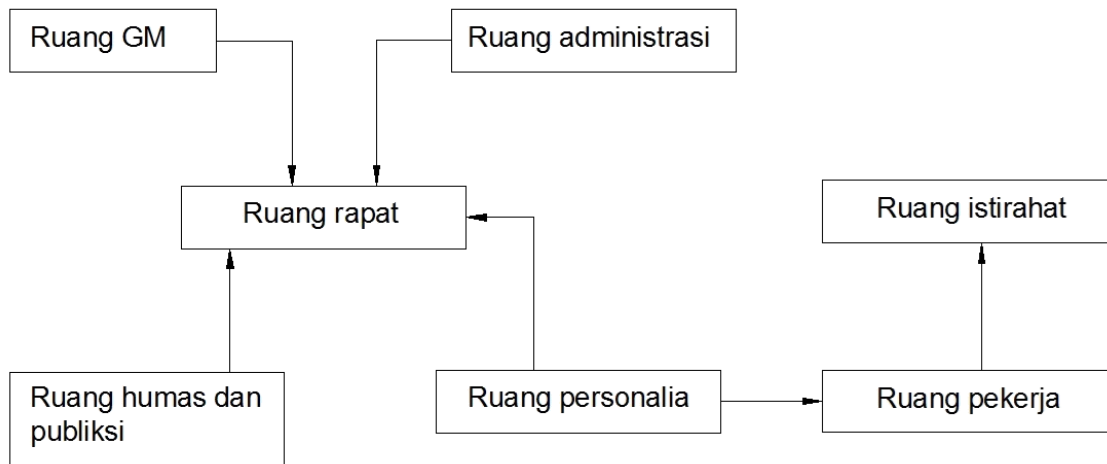 Ruang GM
Ruang administrasi
Ruang rapat
Ruang istirahat
Ruang humas dan
publiksi
Ruang personalia
Ruang pekerja